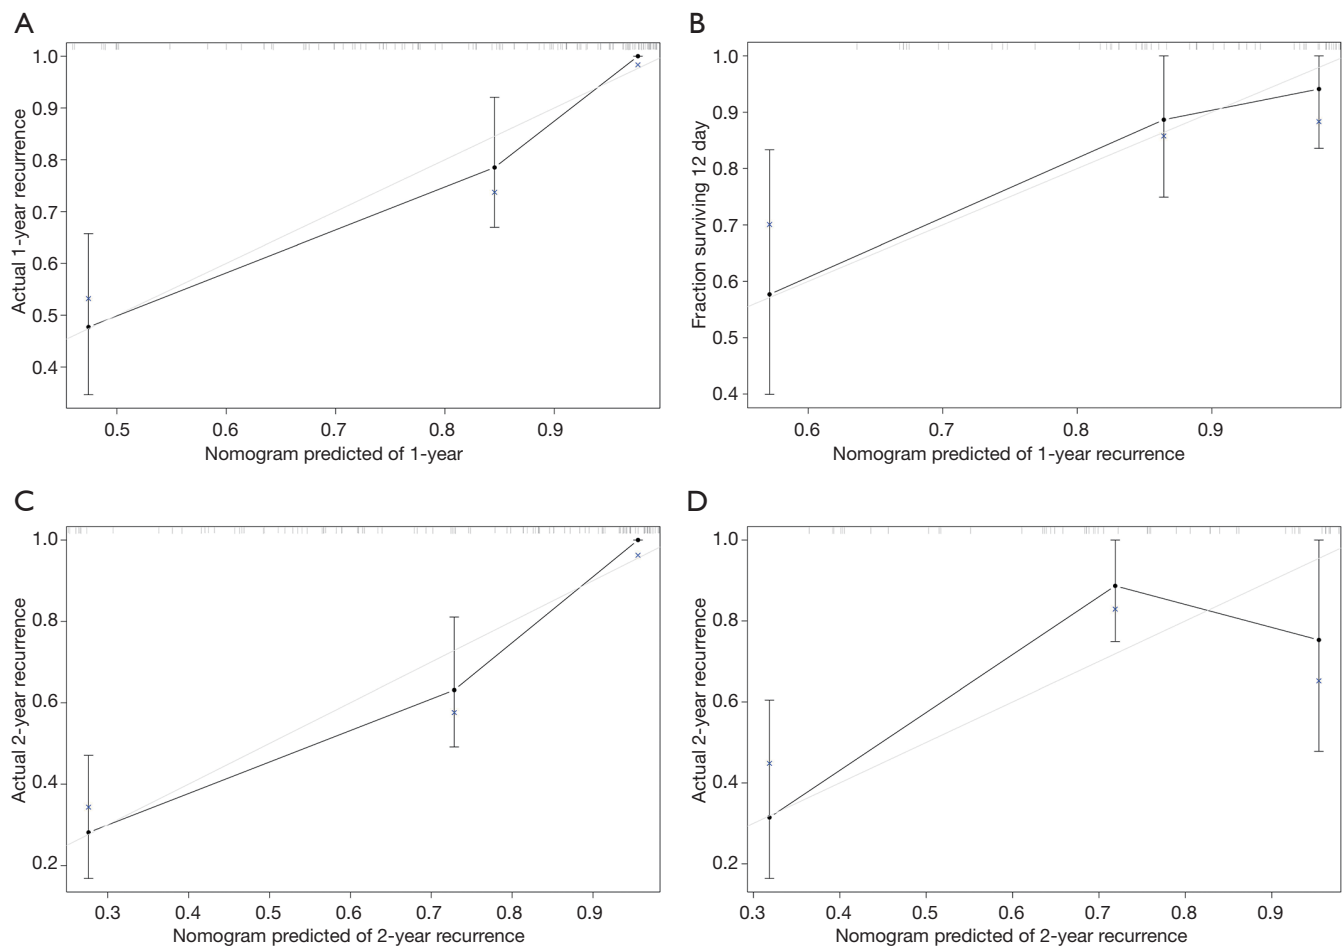 A
Actual 1-year recurrence
1.0
0.9
0.8
0.7
0.6
0.5
0.4
0.5 0.6 0.7 0.8 0.9
Nomogram predicted of 1-year
B
Fraction surviving 12 day
1.0
0.9
0.8
0.7
0.6
0.5
0.4
0.6 0.7 0.8 0.9
Nomogram predicted of 1-year recurrence
C
Actual 2-year recurrence
1.0
0.8
0.6
0.4
0.2
0.3 0.4 0.5 0.6 0.7 0.8 0.9
Nomogram predicted of 2-year recurrence
D
Actual 2-year recurrence
1.0
0.8
0.6
0.4
0.2
0.3 0.4 0.5 0.6 0.7 0.8 0.9
Nomogram predicted of 2-year recurrence